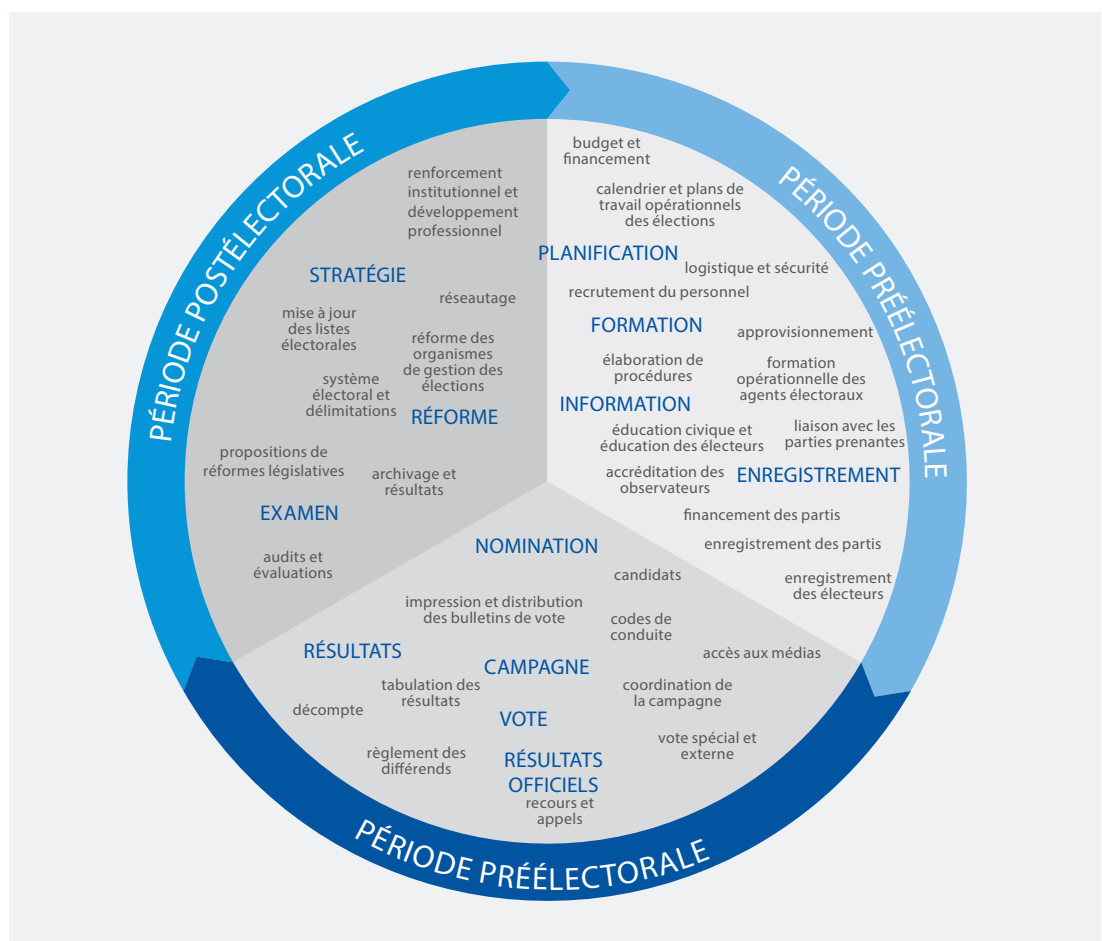 PÉRIODE POSTÉLECTORALE
renforcement
institutionnel et
développement
professionnel
STRATÉGIE
réseautage
mise à jour
des listes
électorales
réforme des
organismes
de gestion des
élections
système
électoral et
délimitations
RÉFORME
propositions de
réformes législatives
archivage et
résultats
EXAMEN
audits et
évaluations
PÉRIODE PRÉÉLECTORALE
budget et
financement
calendrier et plans de
travail opérationnels
des élections
PLANIFICATION
logistique et sécurité
recrutement du personnel
FORMATION
approvisionnement
élaboration de
procédures
formation
opérationnelle des
agents électoraux
INFORMATION
éducation civique et
éducation des électeurs
liaison avec les
parties prenantes
accréditation des
observateurs
ENREGISTREMENT
financement des partis
enregistrement des partis
enregistrement
des électeurs
NOMINATION
candidats
impression et distribution
des bulletins de vote
codes de
conduite
RÉSULTATS
accès aux médias
CAMPAGNE
tabulation des
résultats
coordination de
la campagne
décompte
VOTE
vote spécial et
externe
règlement des
différends
RÉSULTATS
OFFICIELS
recours et
appels
PÉRIODE PRÉÉLECTORALE